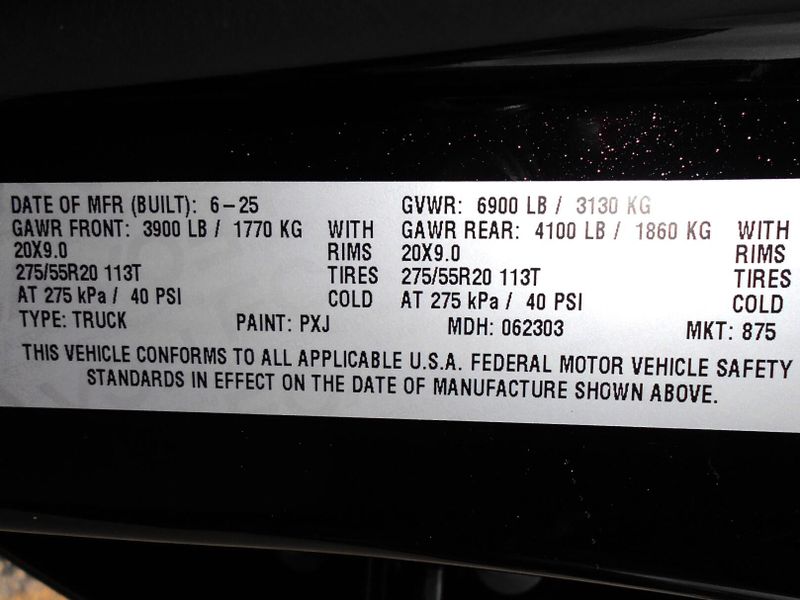 DATE OF MFR (BUILT): 6-25 GVWR: 6900 LB / 3130 KG
GAWR FRONT: 3900 LB / 1770 KG WITH GAWR REAR: 4100 LB / 1860 KG WITH
20X9.0 RIMS 20X9.0 RIMS
275/55R20 113T TIRES 275/55R20 113T TIRES
AT 275 kPa / 40 PSI COLD AT 275 kPa / 40 PSI COLD
TYPE: TRUCK PAINT: PXJ MDH: 062303 MKT: 875
THIS VEHICLE CONFORMS TO ALL APPLICABLE U.S.A. FEDERAL MOTOR VEHICLE SAFETY
STANDARDS IN EFFECT ON THE DATE OF MANUFACTURE SHOWN ABOVE.